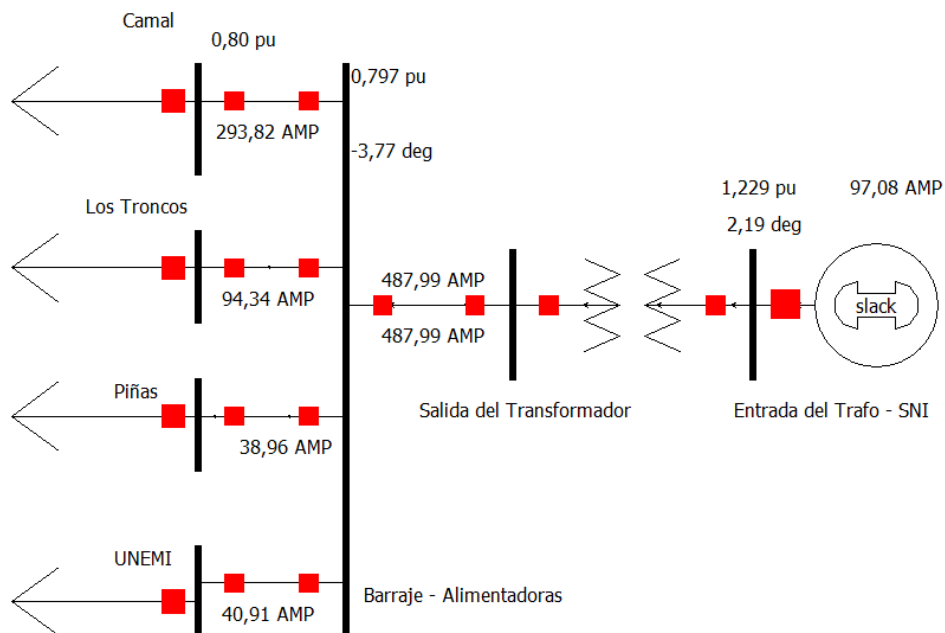 Camal
0,80 pu
0,797 pu
293,82 AMP
-3,77 deg
1,229 pu
97,08 AMP
Los Troncos
2,19 deg
487,99 AMP
94,34 AMP
slack
487,99 AMP
Piñas
Salida del Transformador
Entrada del Trafo - SNI
38,96 AMP
UNEMI
Barraje - Alimentadoras
40,91 AMP